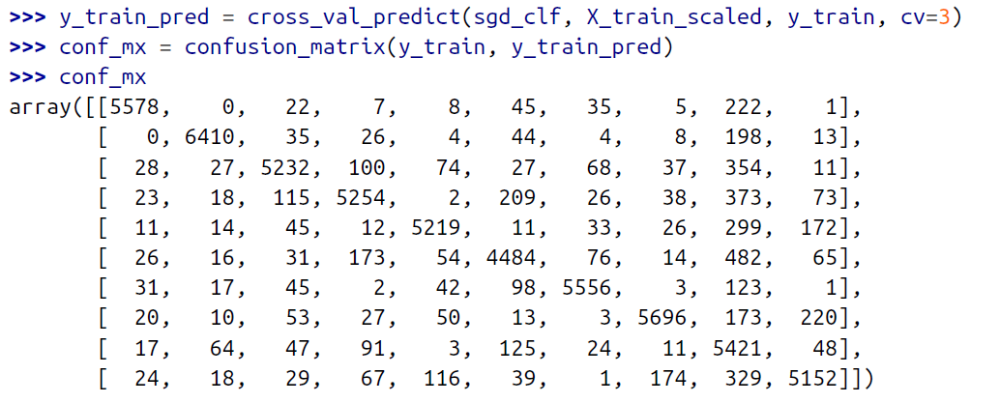 >>> y_train_pred = cross_val_predict(sgd_clf, X_train_scaled, y_train, cv=3)
>>> conf_mx = confusion_matrix(y_train, y_train_pred)
>>> conf_mx
array([[5578,    0,   22,    7,    8,   45,   35,    5,  222,    1],
       [   0, 6410,   35,   26,    4,   44,    4,    8,  198,   13],
       [  28,   27, 5232,  100,   74,   27,   68,   37,  354,   11],
       [  23,   18,  115, 5254,    2,  209,   26,   38,  373,   73],
       [  11,   14,   45,   12, 5219,   11,   33,   26,  299,  172],
       [  26,   16,   31,  173,   54, 4484,   76,   14,  482,   65],
       [  31,   17,   45,    2,   42,   98, 5556,    3,  123,    1],
       [  20,   10,   53,   27,   50,   13,    3, 5696,  173,  220],
       [  17,   64,   47,   91,    3,  125,   24,   11, 5421,   48],
       [  24,   18,   29,   67,  116,   39,    1,  174,  329, 5152]])